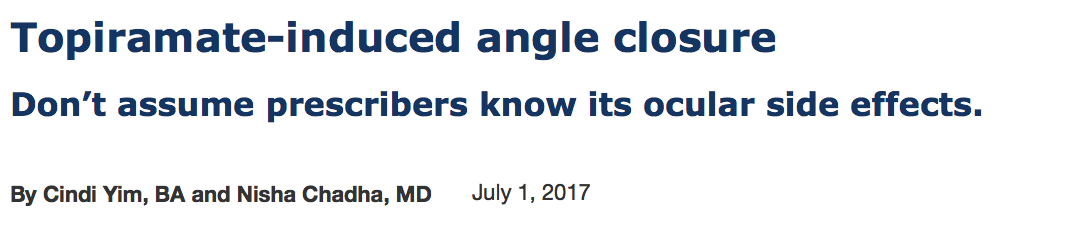 Topiramate-induced angle closure
Don’t assume prescribers know its ocular side effects.
By Cindi Yim, BA and Nisha Chadha, MD July 1, 2017